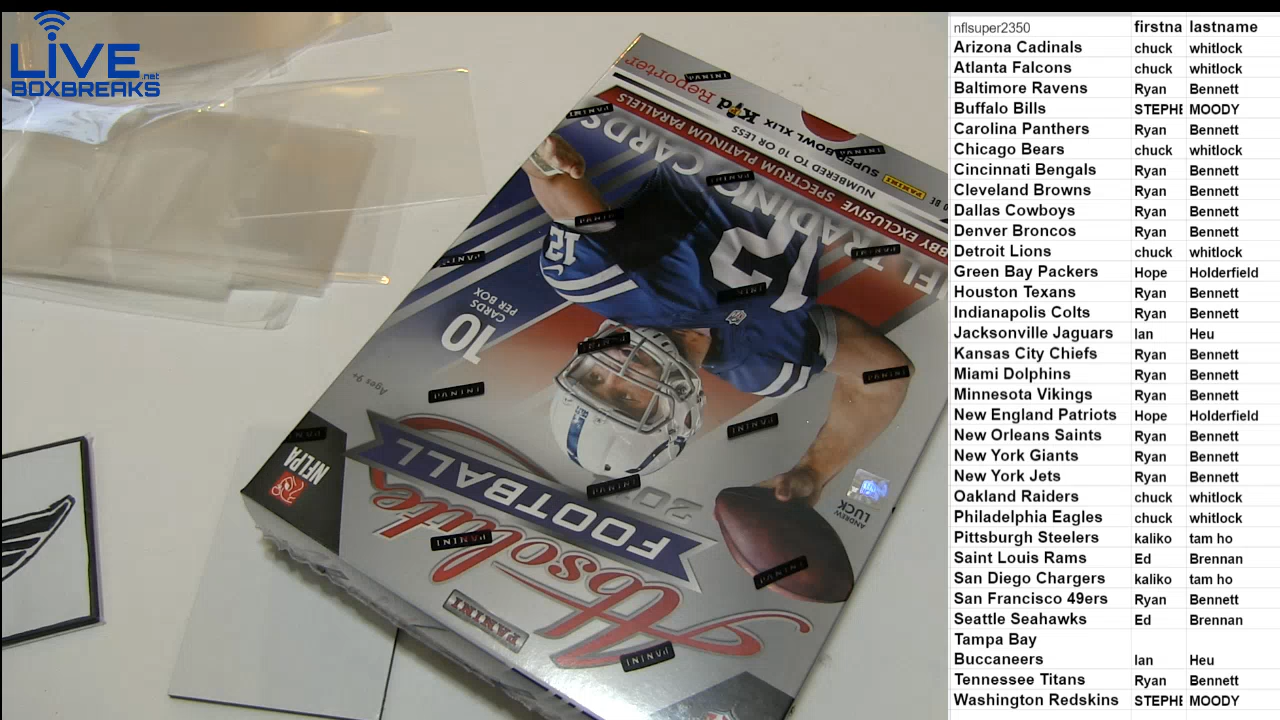 LIVE.net
BOXBREAKS
Panini Kid Reporter
SUPER BOWL XLIX
NUMBERED TO 10 OR LESS
SPECTRUM PLATINUM PARALLELS
EXCLUSIVE
PANINI
TRADING CARDS
12
12
10
CARDS
PER BOX
Ages 9+
ANDREW
LUCK
NFLPA
FOOTBALL
Absolute
PANINI
PANINI
nflsuper2350 firstna lastname
Arizona Cadinals chuck whitlock
Atlanta Falcons chuck whitlock
Baltimore Ravens Ryan Bennett
Buffalo Bills STEPHE MOODY
Carolina Panthers Ryan Bennett
Chicago Bears chuck whitlock
Cincinnati Bengals Ryan Bennett
Cleveland Browns Ryan Bennett
Dallas Cowboys Ryan Bennett
Denver Broncos Ryan Bennett
Detroit Lions chuck whitlock
Green Bay Packers Hope Holderfield
Houston Texans Ryan Bennett
Indianapolis Colts Ryan Bennett
Jacksonville Jaguars Ian Heu
Kansas City Chiefs Ryan Bennett
Miami Dolphins Ryan Bennett
Minnesota Vikings Ryan Bennett
New England Patriots Hope Holderfield
New Orleans Saints Ryan Bennett
New York Giants Ryan Bennett
New York Jets Ryan Bennett
Oakland Raiders chuck whitlock
Philadelphia Eagles chuck whitlock
Pittsburgh Steelers kaliko tam ho
Saint Louis Rams Ed Brennan
San Diego Chargers kaliko tam ho
San Francisco 49ers Ryan Bennett
Seattle Seahawks Ed Brennan
Tampa Bay
Buccaneers Ian Heu
Tennessee Titans Ryan Bennett
Washington Redskins STEPHE MOODY